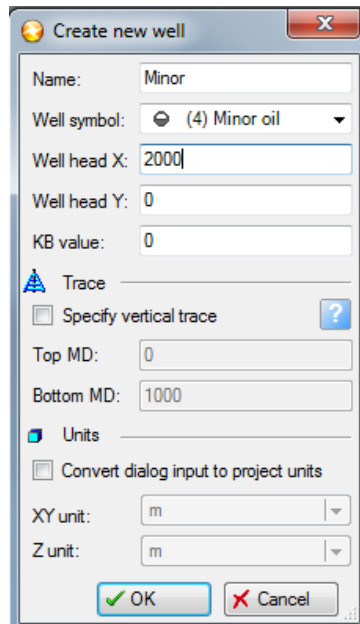 Create new well
x
Name: Minor
Well symbol: (4) Minor oil
Well head X: 2000
Well head Y: 0
KB value: 0
Trace
Specify vertical trace ?
Top MD: 0
Bottom MD: 1000
Units
Convert dialog input to project units
XY unit: m
Z unit: m
OK Cancel